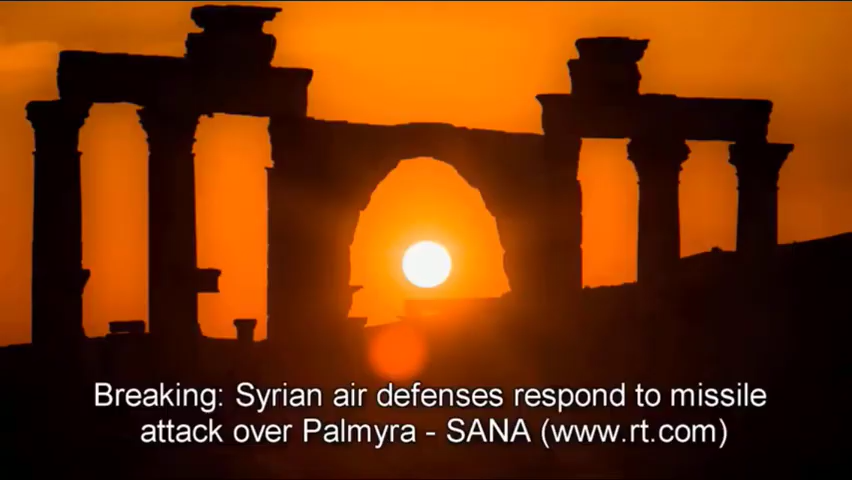 Breaking: Syrian air defenses respond to missile
attack over Palmyra - SANA (www.rt.com)